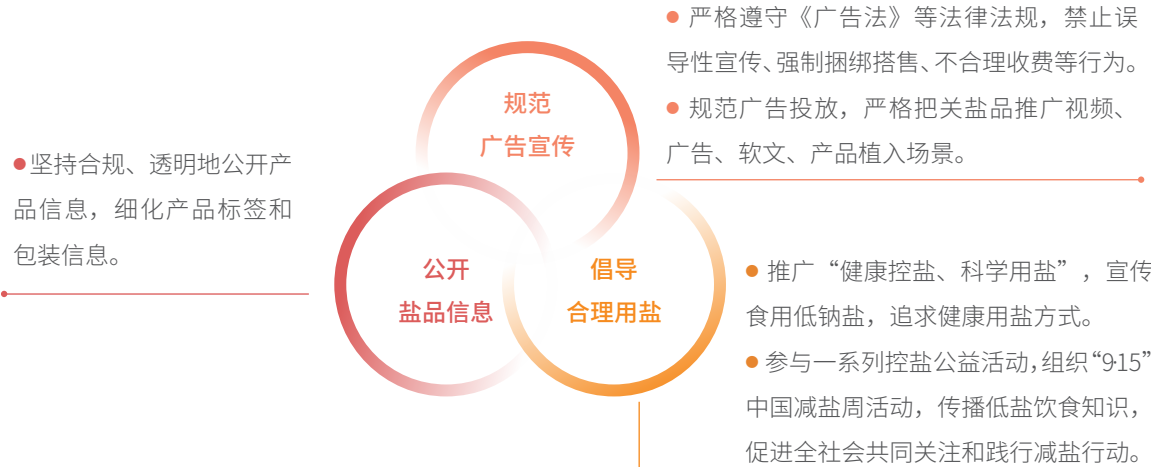 ● 严格遵守《广告法》等法律法规，禁止误
导性宣传、强制捆绑搭售、不合理收费等行为。
● 规范广告投放，严格把关盐品推广视频、
广告、软文、产品植入场景。
规范
广告宣传
● 坚持合规、透明地公开产
品信息，细化产品标签和
包装信息。
公开
盐品信息
倡导
合理用盐
● 推广“健康控盐、科学用盐”，宣传
食用低钠盐，追求健康用盐方式。
● 参与一系列控盐公益活动，组织“9·15”
中国减盐周活动，传播低盐饮食知识，
促进全社会共同关注和践行减盐行动。